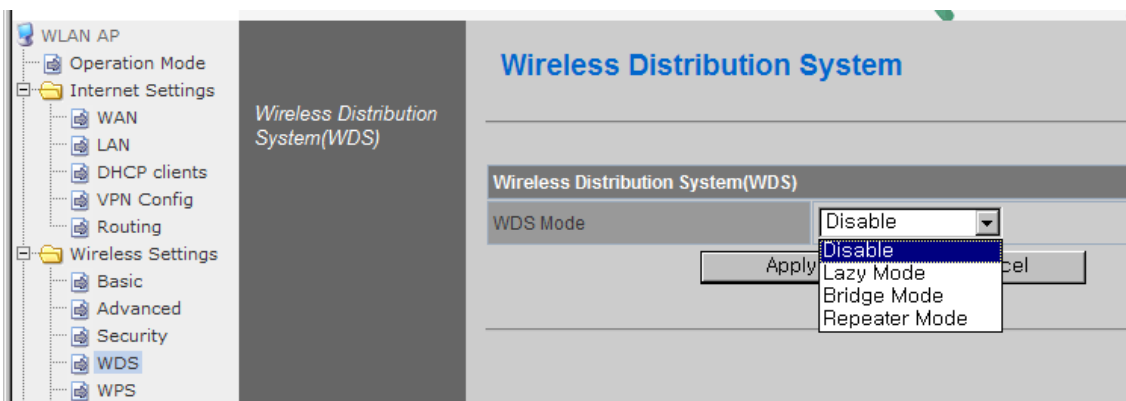 WLAN AP
Operation Mode
Internet Settings
WAN
LAN
DHCP clients
VPN Config
Routing
Wireless Settings
Basic
Advanced
Security
WDS
WPS
Wireless Distribution
System(WDS)
Wireless Distribution System
Wireless Distribution System(WDS)
WDS Mode
Disable
Disable
Lazy Mode
Bridge Mode
Repeater Mode
Apply
cel